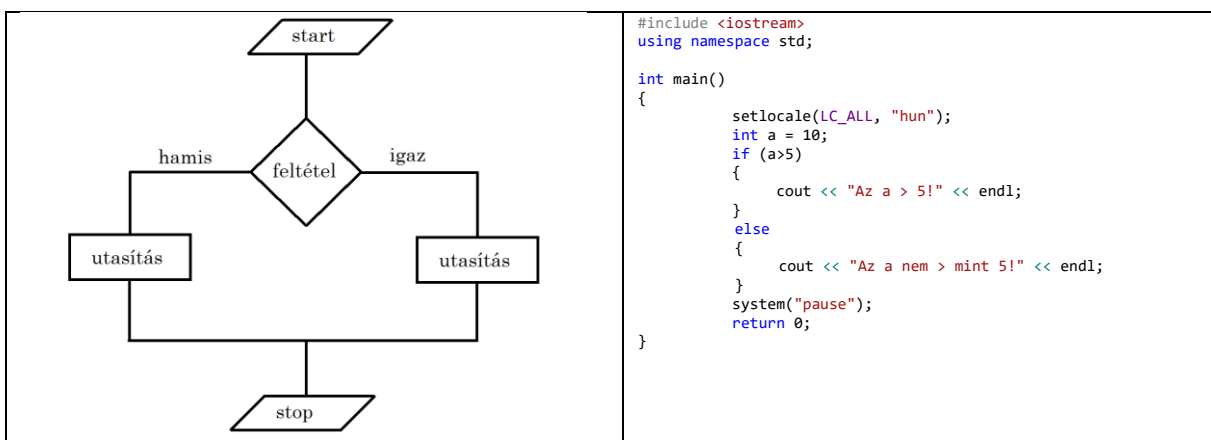 start
hamis
igaz
feltétel
utasítás
utasítás
stop
#include <iostream>
using namespace std;
int main()
{
setlocale(LC_ALL, "hun");
int a = 10;
if (a>5)
{
cout << "Az a > 5!" << endl;
}
else
{
cout << "Az a nem > mint 5!" << endl;
}
system("pause");
return 0;
}